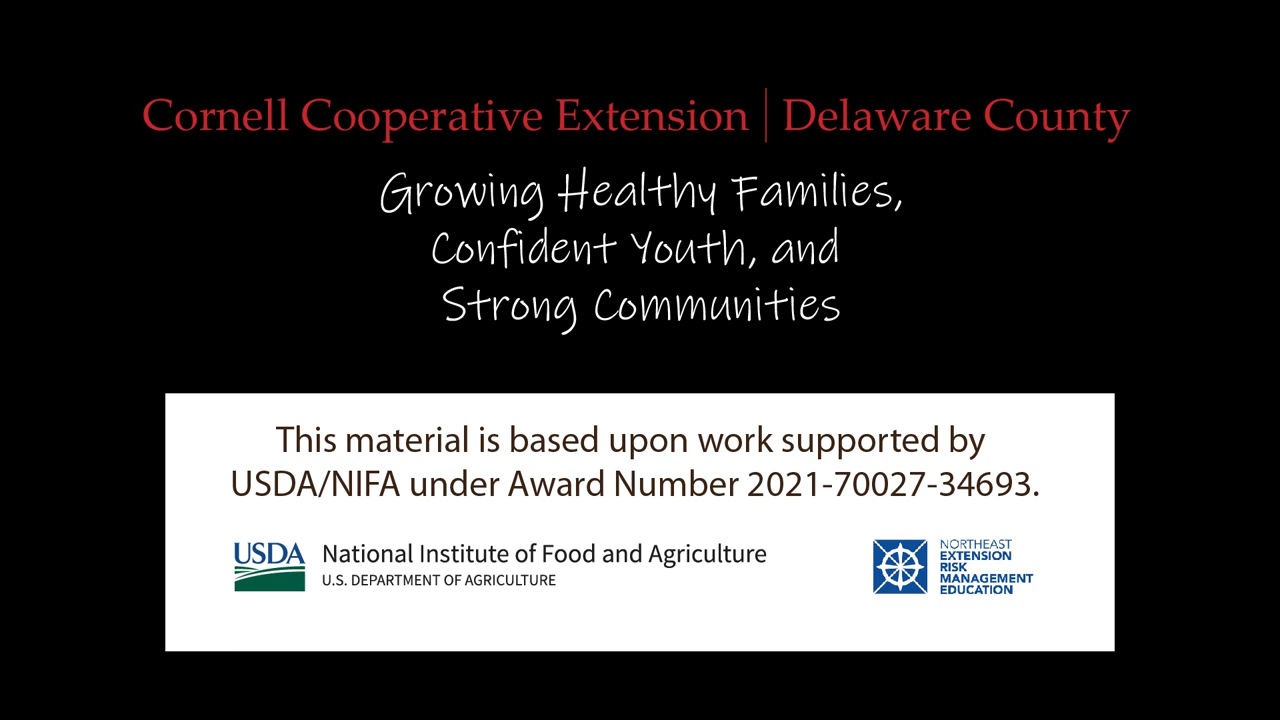 Cornell Cooperative Extension | Delaware County
Growing Healthy Families,
Confident Youth, and
Strong Communities
This material is based upon work supported by
USDA/NIFA under Award Number 2021-70027-34693.
USDA
National Institute of Food and Agriculture
U.S. DEPARTMENT OF AGRICULTURE
NORTHEAST
EXTENSION
RISK
MANAGEMENT
EDUCATION